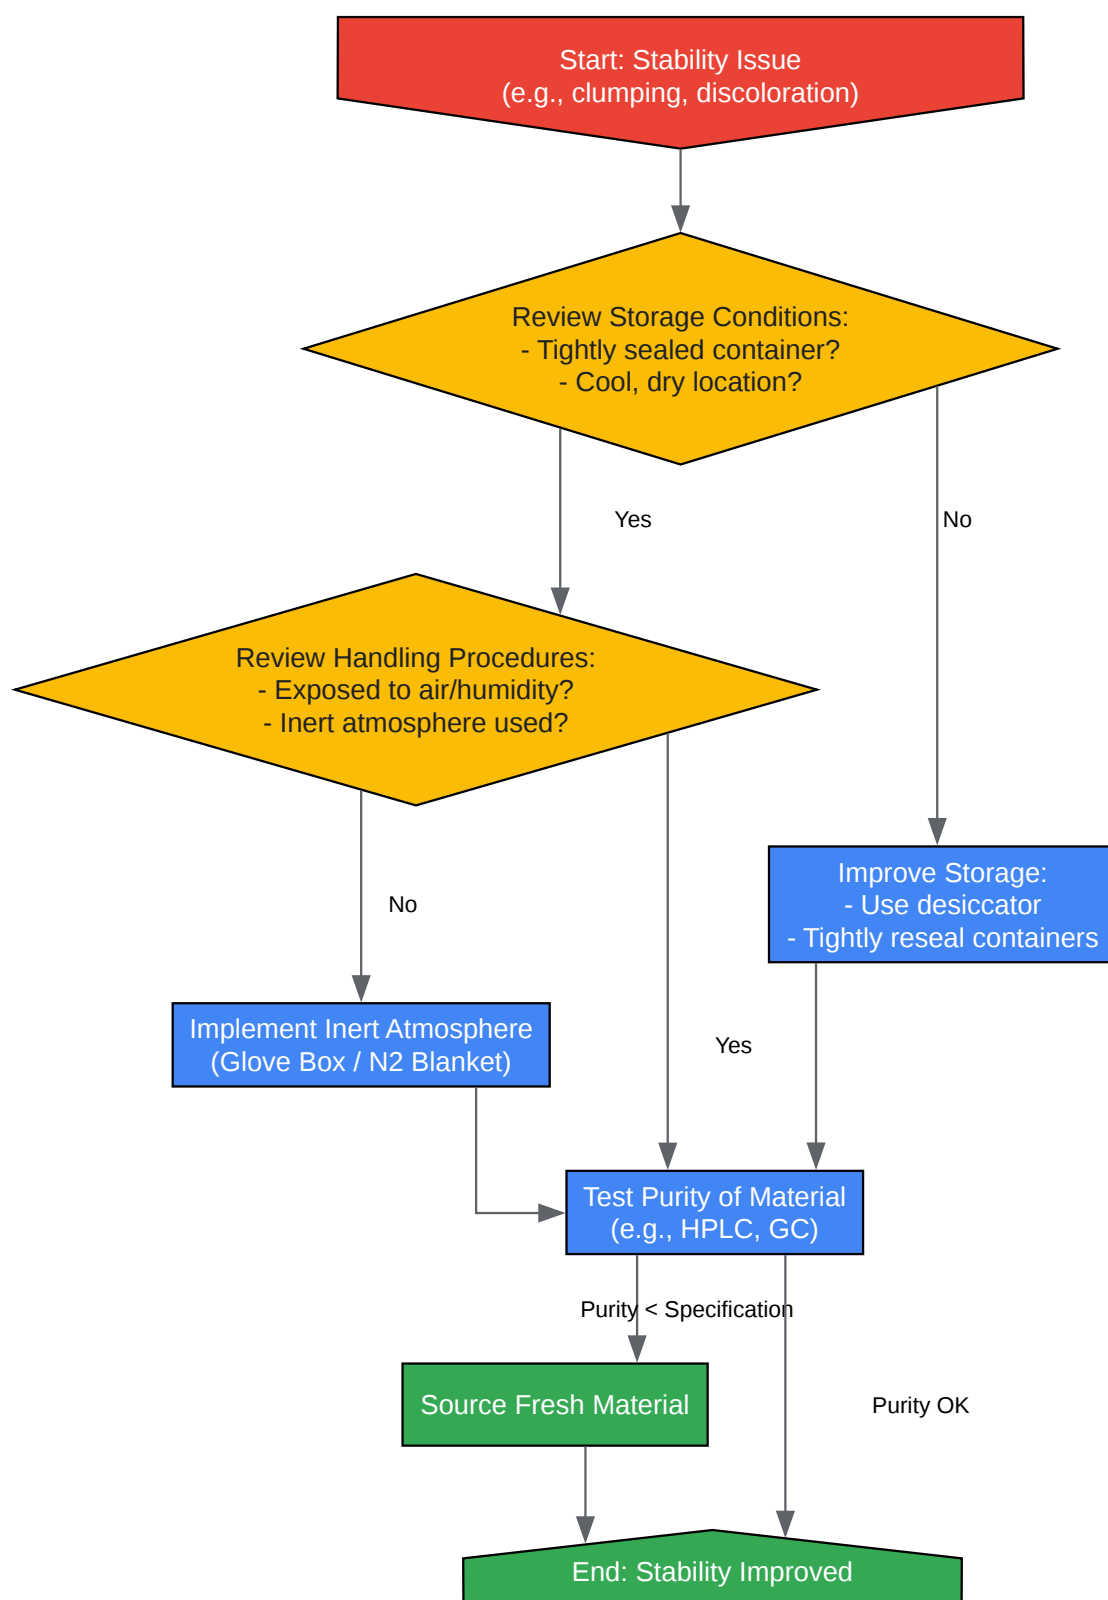 Start: Stability Issue
(e.g., clumping, discoloration)
Review Storage Conditions:
- Tightly sealed container?
- Cool, dry location?
Yes
No
Review Handling Procedures:
- Exposed to air/humidity?
- Inert atmosphere used?
Improve Storage:
- Use desiccator
- Tightly reseal containers
No
Implement Inert Atmosphere
(Glove Box / N2 Blanket)
Yes
Test Purity of Material
(e.g., HPLC, GC)
Purity < Specification
Source Fresh Material
Purity OK
End: Stability Improved